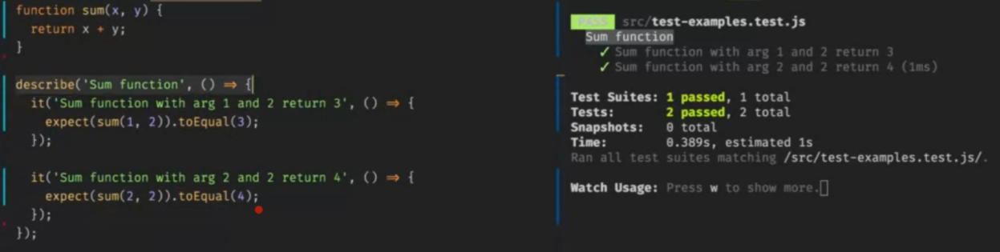 function sum(x, y) {
  return x + y;
}
describe('Sum function', () => {
  it('Sum function with arg 1 and 2 return 3', () => {
    expect(sum(1, 2)).toEqual(3);
  });
  it('Sum function with arg 2 and 2 return 4', () => {
    expect(sum(2, 2)).toEqual(4);
  });
});
PASS src/test-examples.test.js
Sum function
✓ Sum function with arg 1 and 2 return 3
✓ Sum function with arg 2 and 2 return 4 (1ms)
Test Suites: 1 passed, 1 total
Tests: 2 passed, 2 total
Snapshots: 0 total
Time: 0.389s, estimated 1s
Ran all test suites matching /src/test-examples.test.js/.
Watch Usage: Press w to show more.